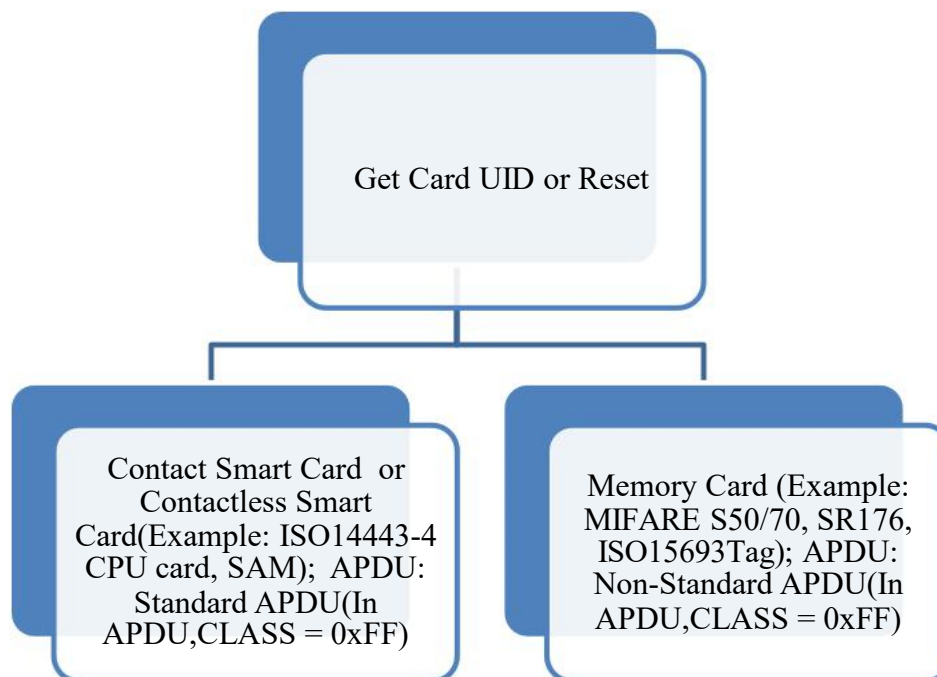 Get Card UID or Reset
Contact Smart Card or
Contactless Smart
Card(Example: ISO14443-4
CPU card, SAM); APDU:
Standard APDU(In
APDU,CLASS = 0xFF)
Memory Card (Example:
MIFARE S50/70, SR176,
ISO15693Tag); APDU:
Non-Standard APDU(In
APDU,CLASS = 0xFF)